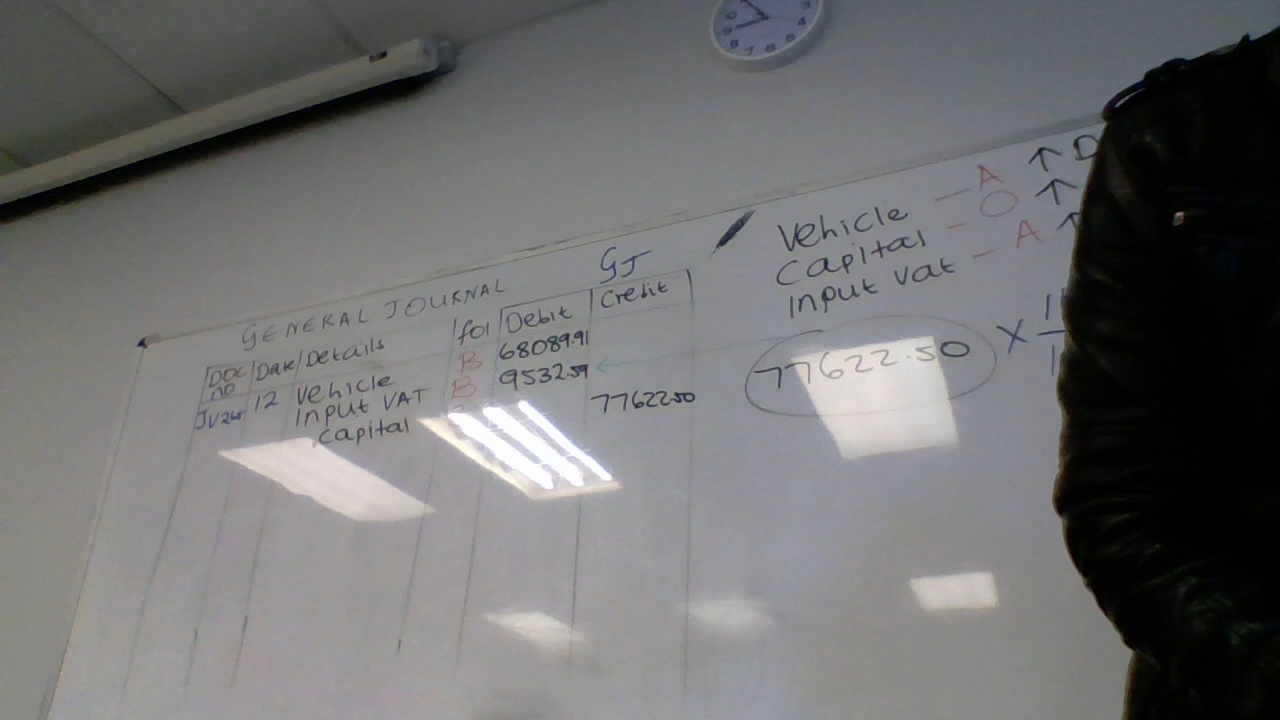 GENERAL JOURNAL GJ
DOC NO Date Details fol Debit Credit
JV26 12 Vehicle B 68089.91
Input VAT B 9532.59
Capital 77622.50
Vehicle - A ↑ D
Capital - O ↑
Input Vat - A ↑
77622.50 X